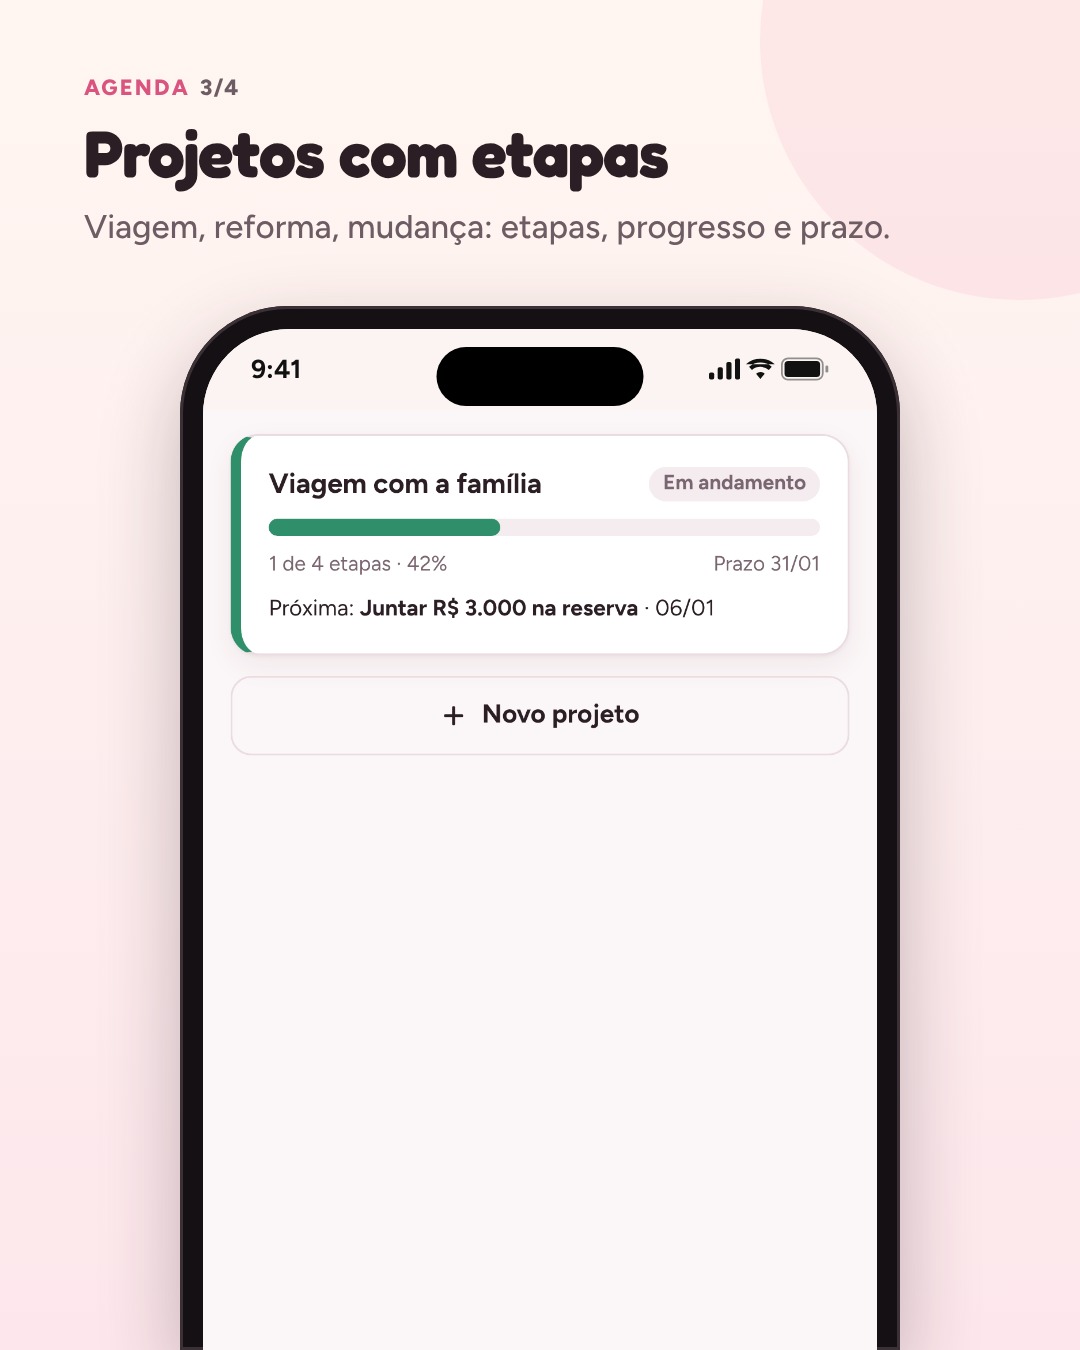 AGENDA 3/4
Projetos com etapas
Viagem, reforma, mudança: etapas, progresso e prazo.
9:41
Viagem com a família
Em andamento
1 de 4 etapas · 42%
Prazo 31/01
Próxima: Juntar R$ 3.000 na reserva · 06/01
+ Novo projeto